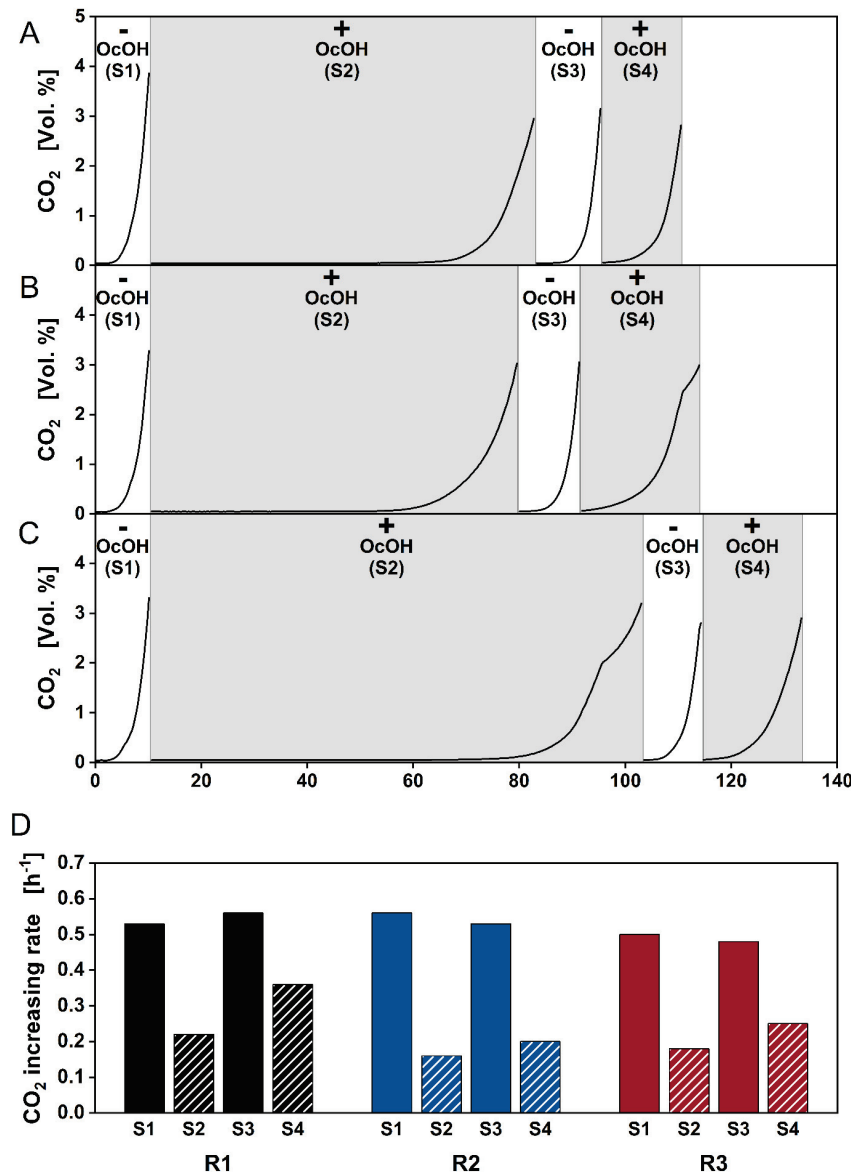 A
5
4
3
2
1
0
CO2 [Vol. %]
-
OcOH
(S1)
+
OcOH
(S2)
-
OcOH
(S3)
+
OcOH
(S4)
B
4
3
2
1
0
CO2 [Vol. %]
-
OcOH
(S1)
+
OcOH
(S2)
-
OcOH
(S3)
+
OcOH
(S4)
C
4
3
2
1
0
CO2 [Vol. %]
-
OcOH
(S1)
+
OcOH
(S2)
-
OcOH
(S3)
+
OcOH
(S4)
0 20 40 60 80 100 120 140
D
0.7
0.6
0.5
0.4
0.3
0.2
0.1
0.0
CO2 increasing rate [h-1]
S1 S2 S3 S4 S1 S2 S3 S4 S1 S2 S3 S4
R1 R2 R3